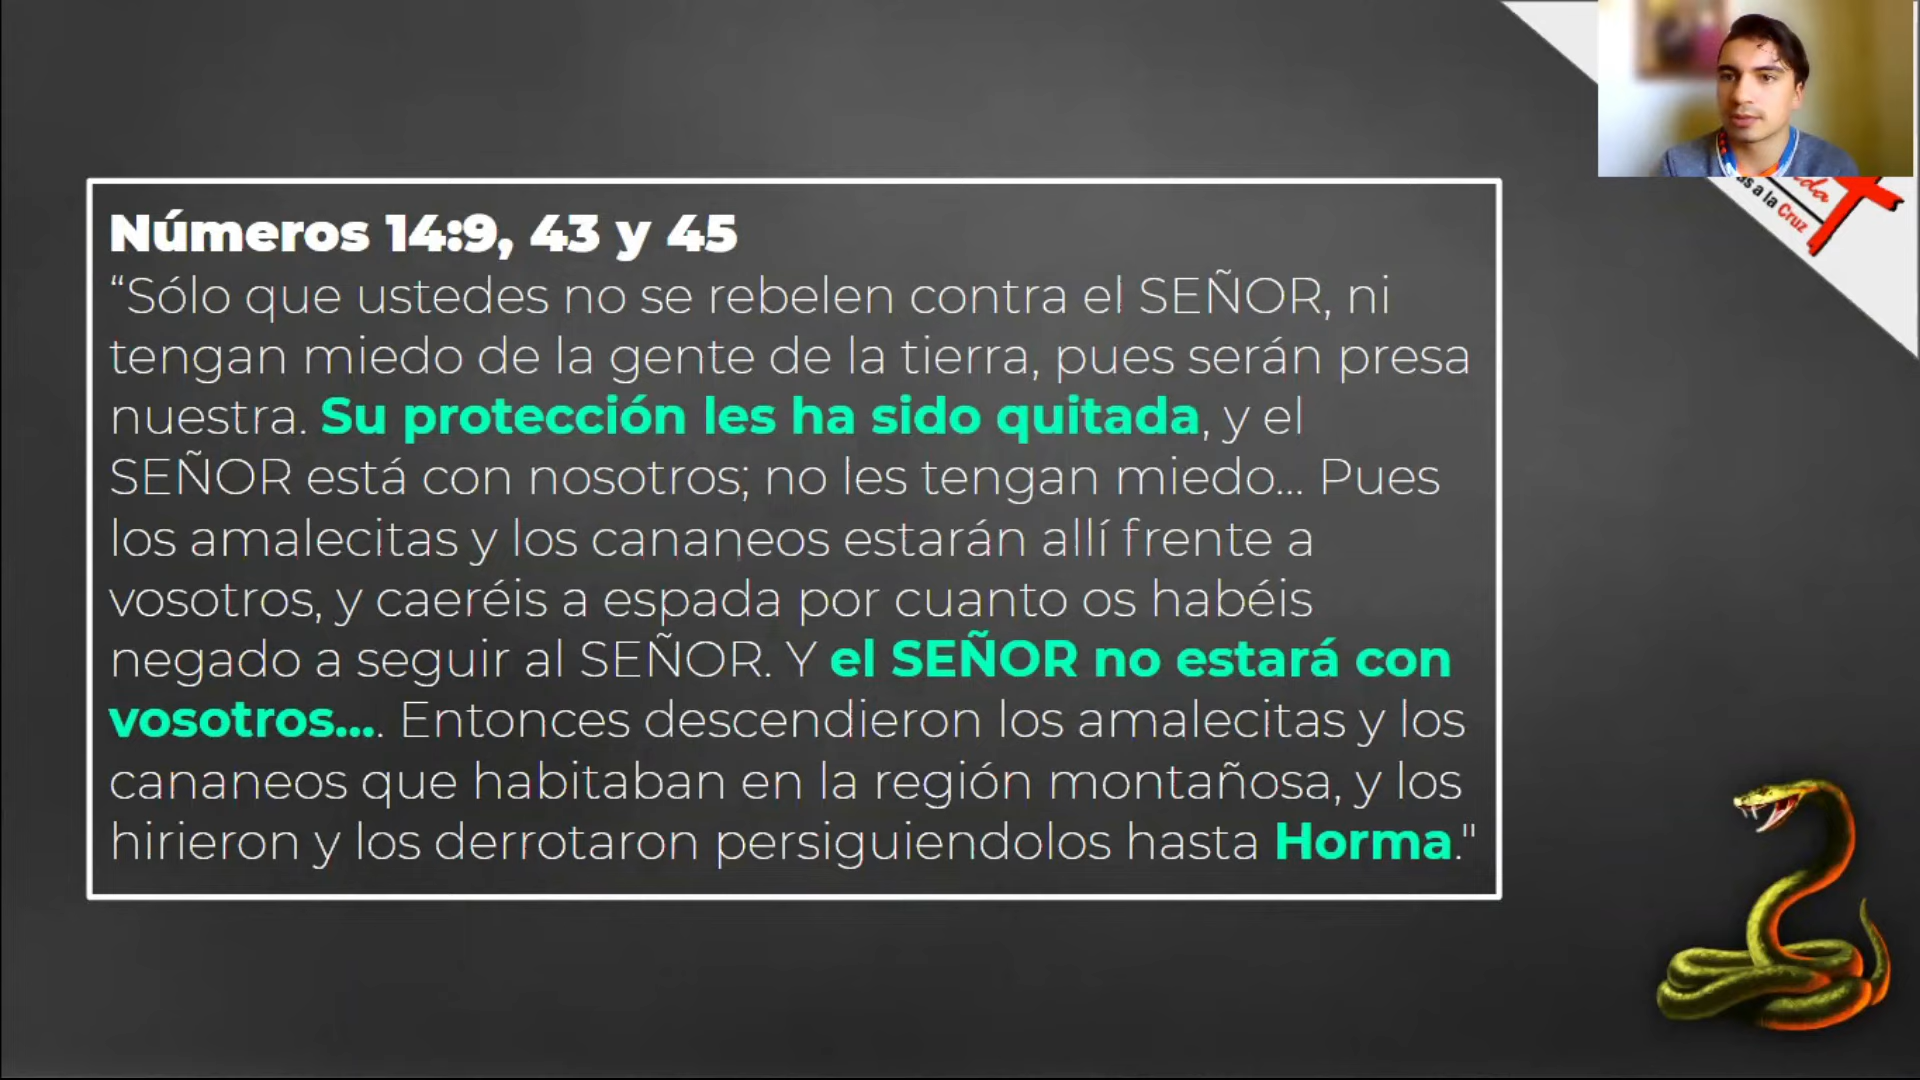 Números 14:9, 43 y 45
“Sólo que ustedes no se rebelen contra el SEÑOR, ni
tengan miedo de la gente de la tierra, pues serán presa
nuestra. Su protección les ha sido quitada, y el
SEÑOR está con nosotros; no les tengan miedo... Pues
los amalecitas y los cananeos estarán allí frente a
vosotros, y caeréis a espada por cuanto os habéis
negado a seguir al SEÑOR. Y el SEÑOR no estará con
vosotros.... Entonces descendieron los amalecitas y los
cananeos que habitaban en la región montañosa, y los
hirieron y los derrotaron persiguiendolos hasta Horma."
a la Cruz